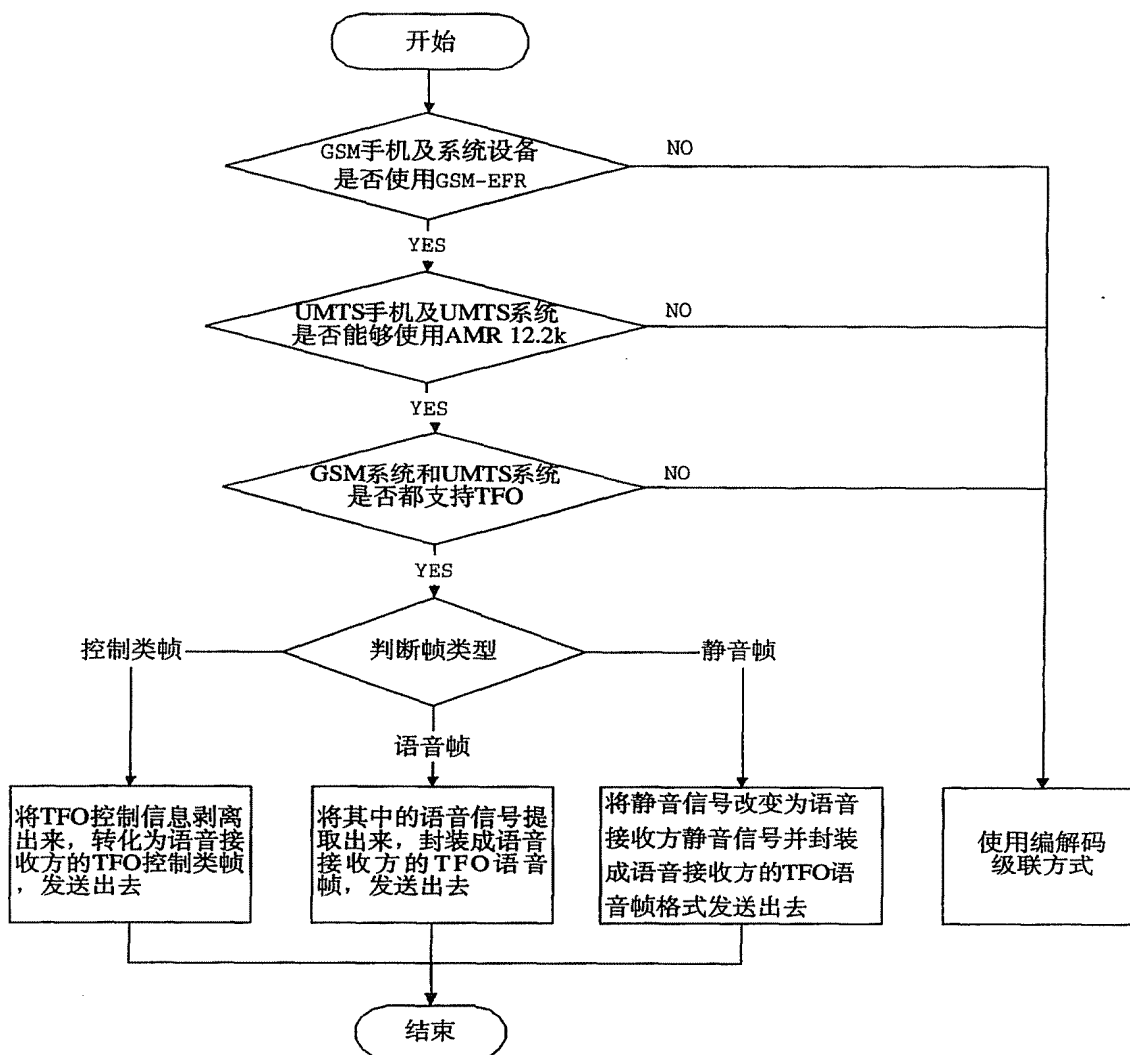 开始
GSM手机及系统设备
是否使用GSM-EFR
NO
YES
UMTS手机及UMTS系统
是否能够使用AMR 12.2k
NO
YES
GSM系统和UMTS系统
是否都支持TFO
NO
YES
控制类帧
判断帧类型
静音帧
语音帧
将TFO控制信息剥离
出来，转化为语音接
收方的TFO控制类帧
，发送出去
将其中的语音信号提
取出来，封装成语音
接收方的TFO语音
帧，发送出去
将静音信号改变为语音
接收方静音信号并封装
成语音接收方的TFO语
音帧格式发送出去
使用编解码
级联方式
结束